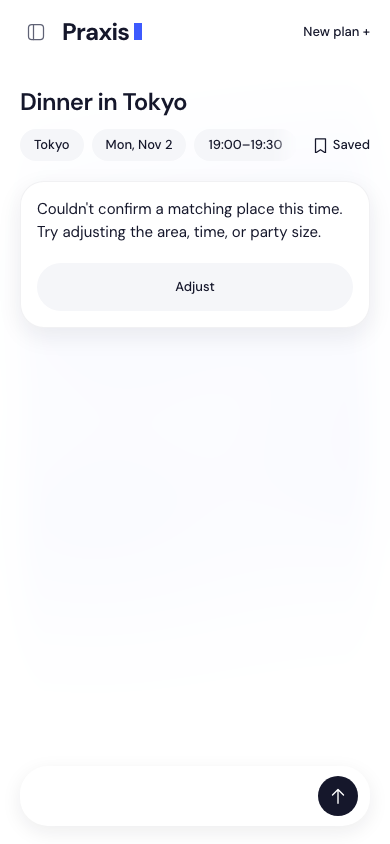 Praxis
New plan +
Dinner in Tokyo
Tokyo
Mon, Nov 2
19:00–19:30
Saved
Couldn't confirm a matching place this time.
Try adjusting the area, time, or party size.
Adjust